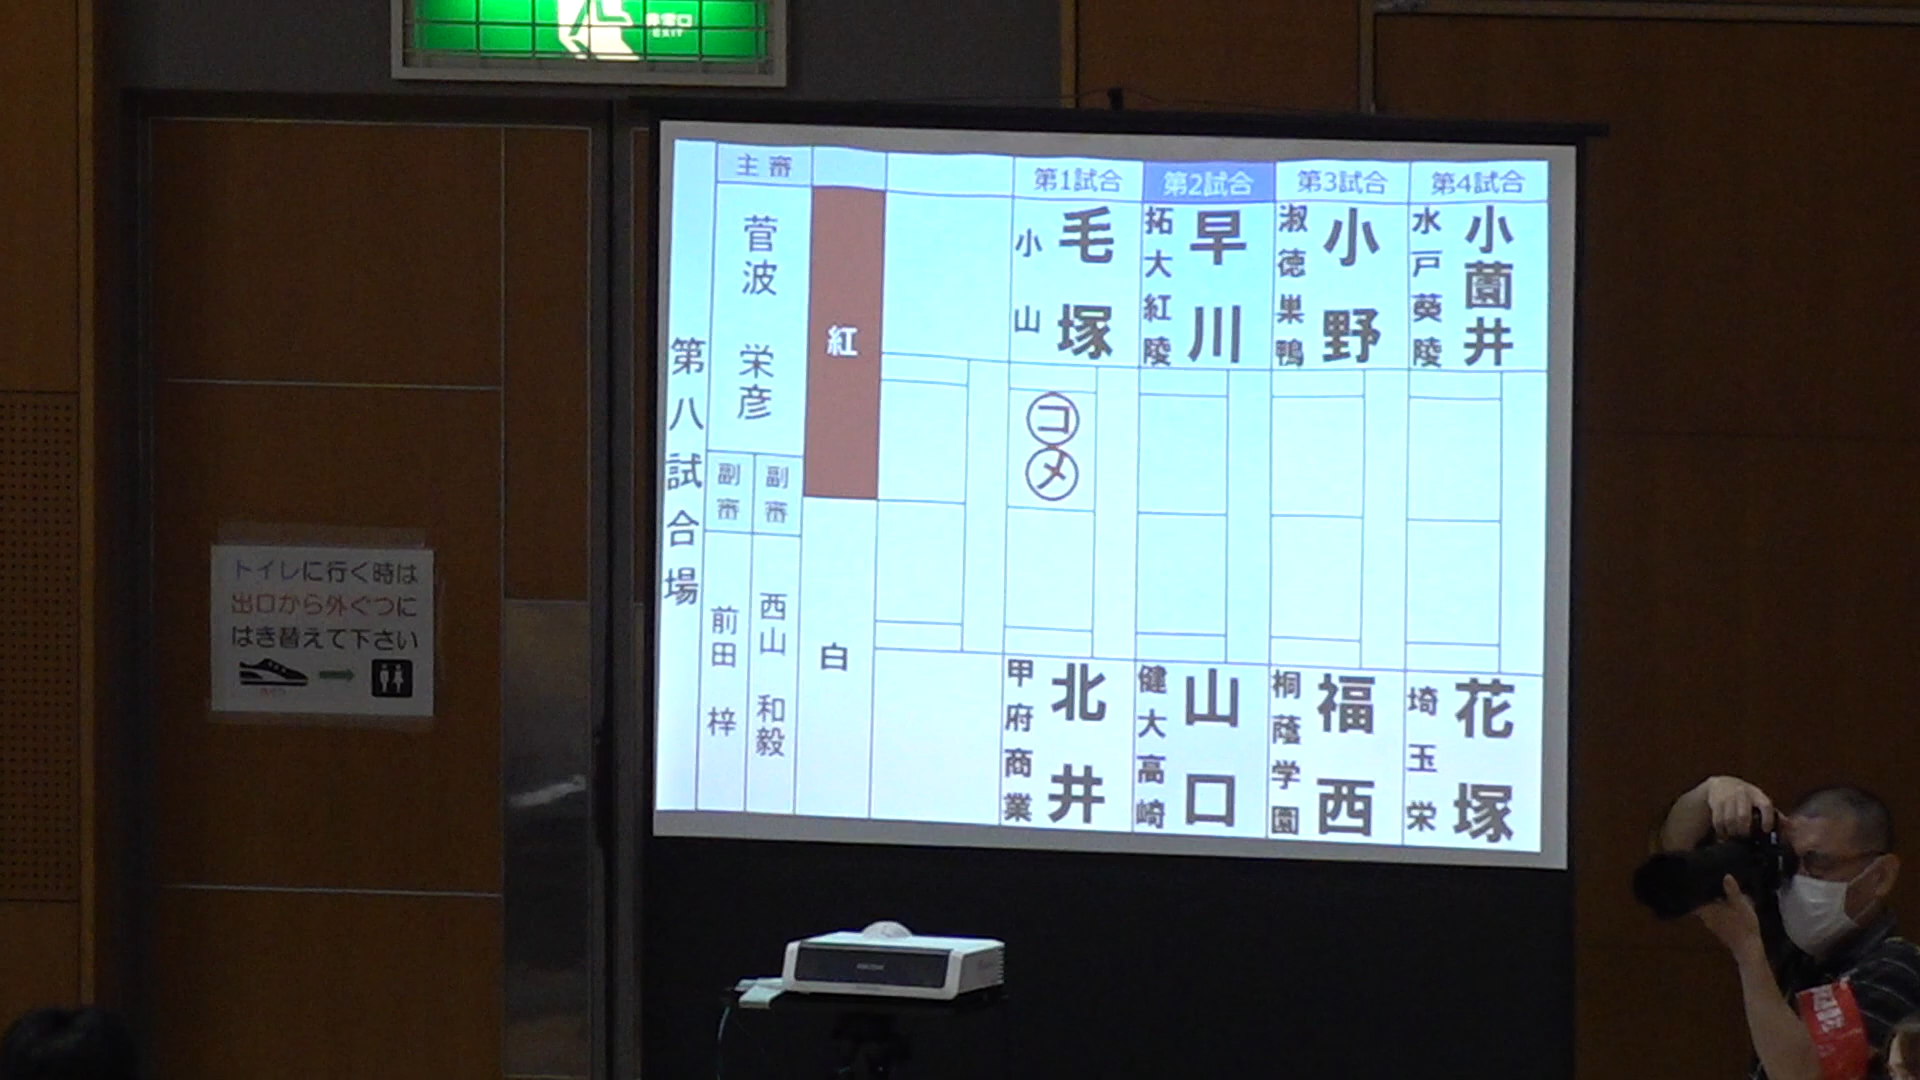 非常口
EXIT
第八試合場
主審
菅波 栄彦
副審
副審
前田 梓
西山 和毅
紅
白
第1試合
第2試合
第3試合
第4試合
小山
毛塚
拓大紅陵
早川
淑徳巣鴨
小野
水戸葵陵
小薗井
コ
メ
甲府商業
北井
健大高崎
山口
桐蔭学園
福西
埼玉栄
花塚
トイレに行く時は
出口から外ぐつに
はき替えて下さい